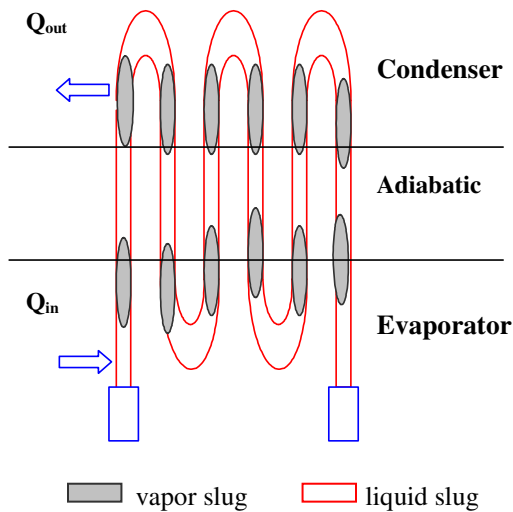 Qout
Condenser
Adiabatic
Qin
Evaporator
vapor slug
liquid slug